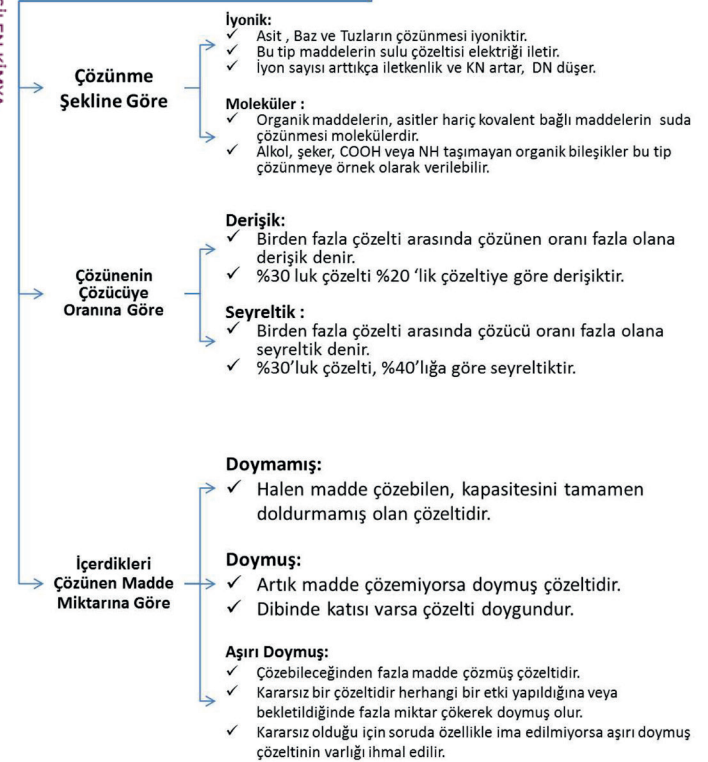 İyonik:
✓ Asit , Baz ve Tuzların çözünmesi iyoniktir.
✓ Bu tip maddelerin sulu çözeltisi elektriği iletir.
✓ İyon sayısı arttıkça iletkenlik ve KN artar, DN düşer.
Çözünme
Şekline Göre
Moleküler :
✓ Organik maddelerin, asitler hariç kovalent bağlı maddelerin suda
çözünmesi molekülerdir.
✓ Alkol, şeker, COOH veya NH taşımayan organik bileşikler bu tip
çözünmeye örnek olarak verilebilir.
Derişik:
✓ Birden fazla çözelti arasında çözünen oranı fazla olana
derişik denir.
✓ %30 luk çözelti %20 'lik çözeltiye göre derişiktir.
Çözünenin
Çözücüye
Oranına Göre
Seyreltik :
✓ Birden fazla çözelti arasında çözücü oranı fazla olana
seyreltik denir.
✓ %30'luk çözelti, %40'lığa göre seyreltiktir.
Doymamış:
✓ Halen madde çözebilen, kapasitesini tamamen
doldurmamış olan çözeltidir.
İçerdikleri
Çözünen Madde
Miktarına Göre
Doymuş:
✓ Artık madde çözemiyorsa doymuş çözeltidir.
✓ Dibinde katısı varsa çözelti doygundur.
Aşırı Doymuş:
✓ Çözebileceğinden fazla madde çözmüş çözeltidir.
✓ Kararsız bir çözeltidir herhangi bir etki yapıldığına veya
bekletildiğinde fazla miktar çökerek doymuş olur.
✓ Kararsız olduğu için soruda özellikle ima edilmiyorsa aşırı doymuş
çözeltinin varlığı ihmal edilir.